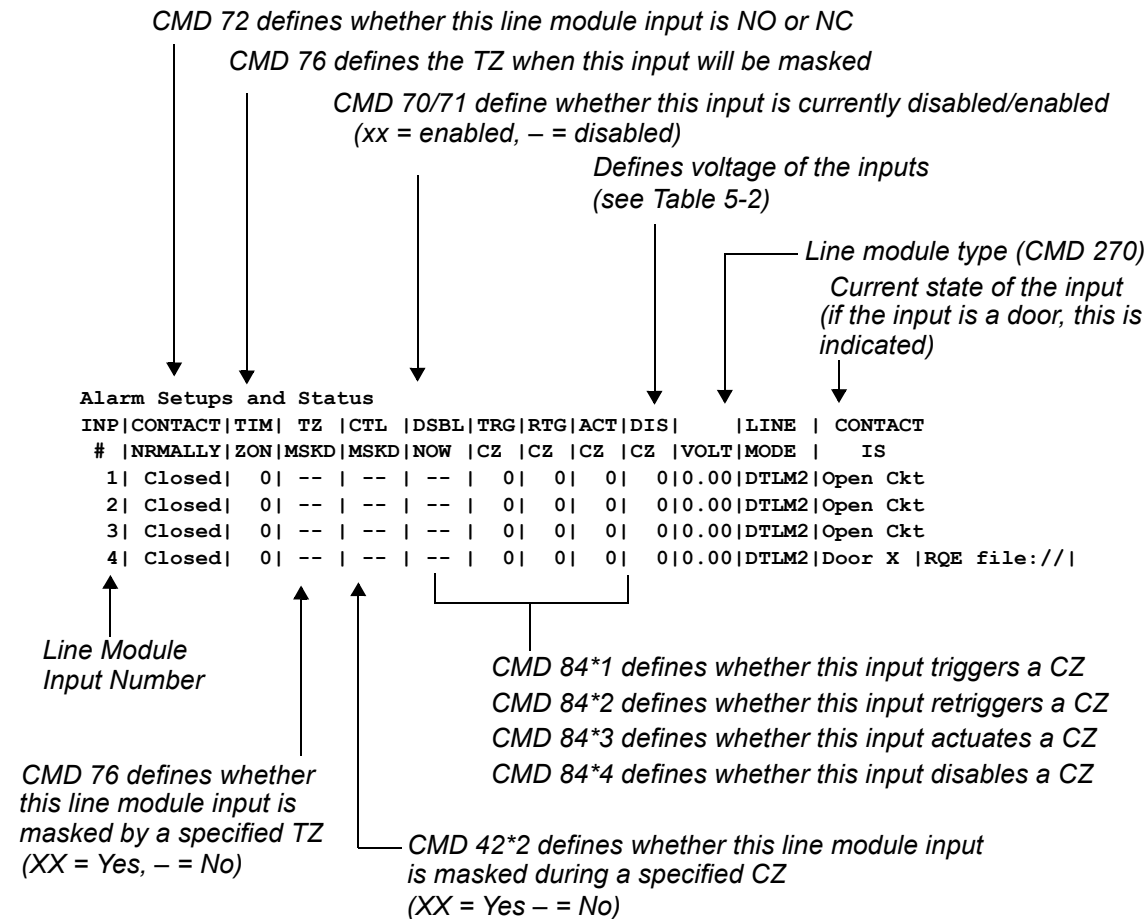 CMD 72 defines whether this line module input is NO or NC
CMD 76 defines the TZ when this input will be masked
CMD 70/71 define whether this input is currently disabled/enabled
(xx = enabled, – = disabled)
Defines voltage of the inputs
(see Table 5-2)
Line module type (CMD 270)
Current state of the input
(if the input is a door, this is
indicated)
Alarm Setups and Status
INP|CONTACT|TIM| TZ |CTL |DSBL|TRG|RTG|ACT|DIS|    |LINE | CONTACT
# |NRMALLY|ZON|MSKD|MSKD|NOW |CZ |CZ |CZ |CZ |VOLT|MODE |   IS
1| Closed|  0| -- | -- | -- |  0|  0|  0|  0|0.00|DTLM2|Open Ckt
2| Closed|  0| -- | -- | -- |  0|  0|  0|  0|0.00|DTLM2|Open Ckt
3| Closed|  0| -- | -- | -- |  0|  0|  0|  0|0.00|DTLM2|Open Ckt
4| Closed|  0| -- | -- | -- |  0|  0|  0|  0|0.00|DTLM2|Door X |RQE file://|
Line Module
Input Number
CMD 84*1 defines whether this input triggers a CZ
CMD 84*2 defines whether this input retriggers a CZ
CMD 84*3 defines whether this input actuates a CZ
CMD 84*4 defines whether this input disables a CZ
CMD 76 defines whether
this line module input is
masked by a specified TZ
(XX = Yes, – = No)
CMD 42*2 defines whether this line module input
is masked during a specified CZ
(XX = Yes – = No)